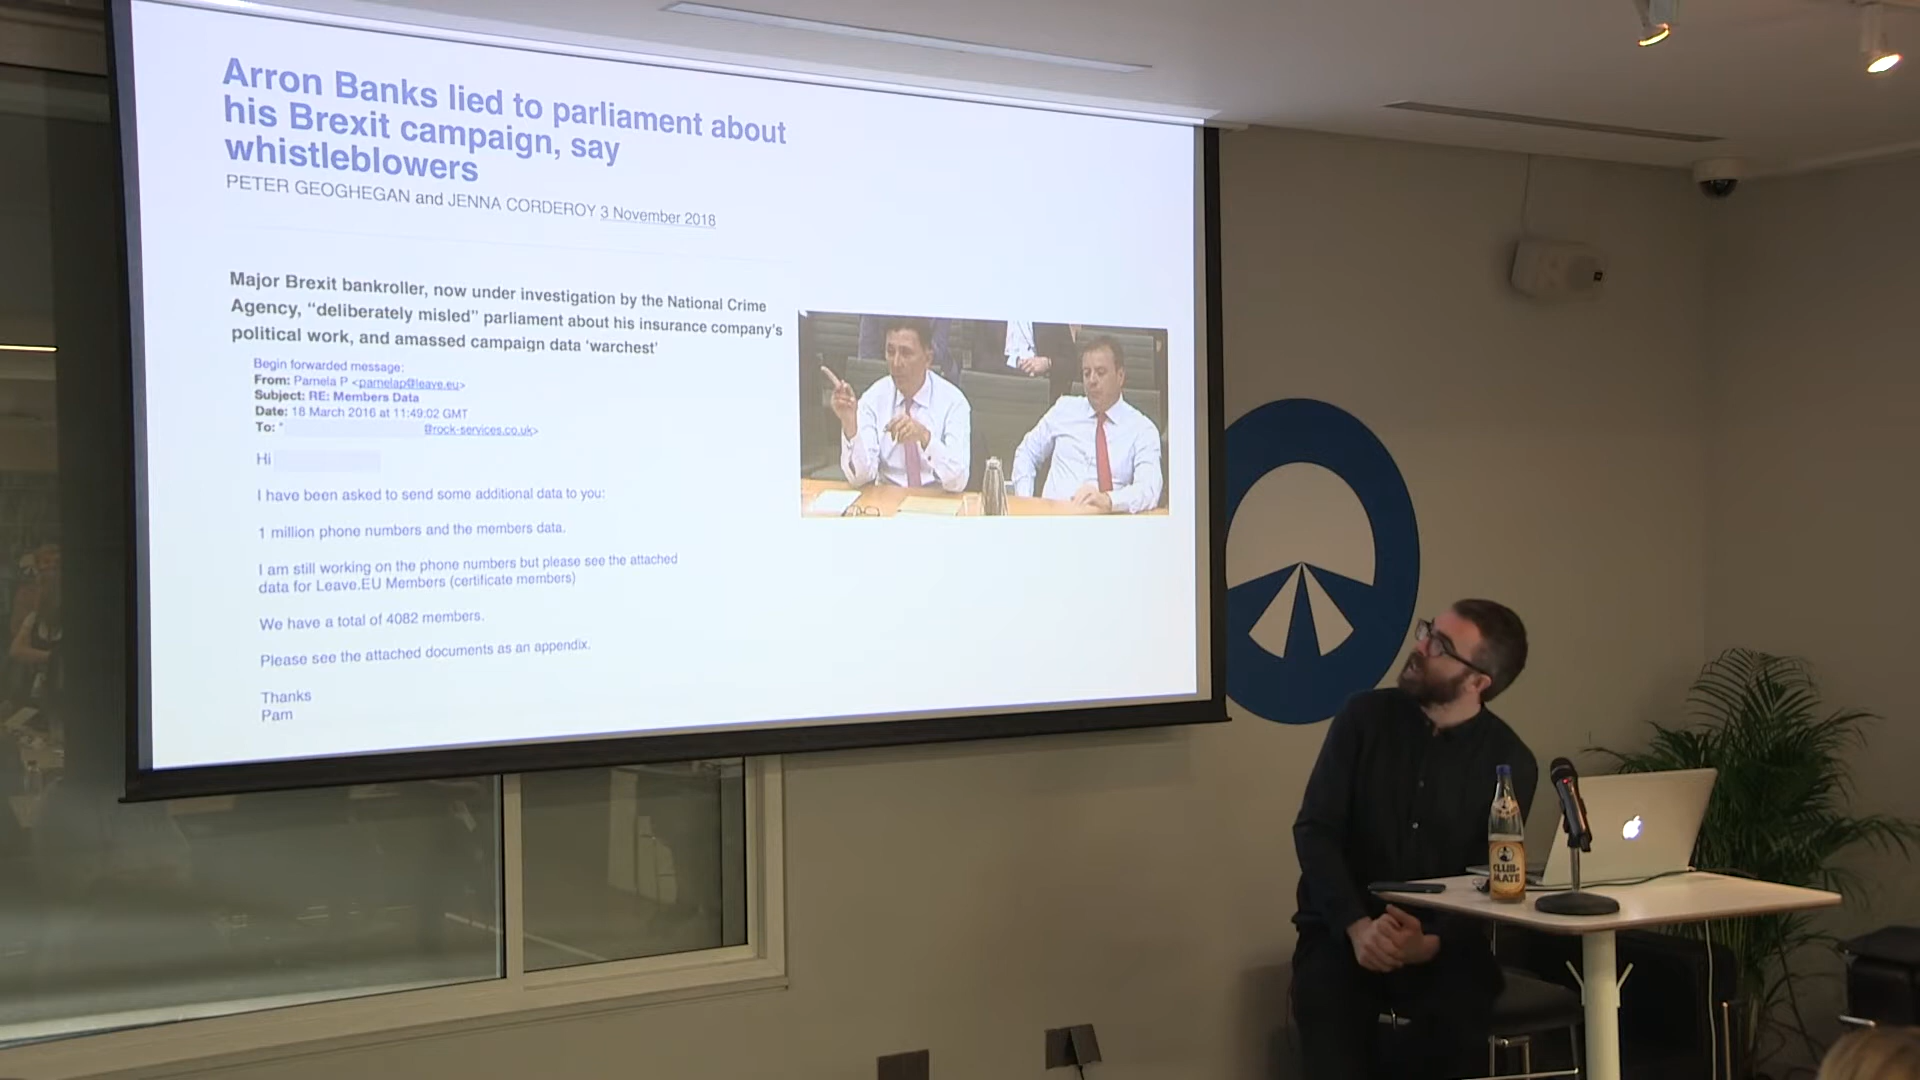 Arron Banks lied to parliament about
his Brexit campaign, say
whistleblowers
PETER GEOGHEGAN and JENNA CORDEROY 3 November 2018
Major Brexit bankroller, now under investigation by the National Crime
Agency, “deliberately misled” parliament about his insurance company’s
political work, and amassed campaign data ‘warchest’
Begin forwarded message:
From: Pamela P <pamelap@leave.eu>
Subject: RE: Members Data
Date: 18 March 2016 at 11:49:02 GMT
To: " @rock-services.co.uk>
Hi
I have been asked to send some additional data to you:
1 million phone numbers and the members data.
I am still working on the phone numbers but please see the attached
data for Leave.EU Members (certificate members)
We have a total of 4082 members.
Please see the attached documents as an appendix.
Thanks
Pam
CLUB-
MATE